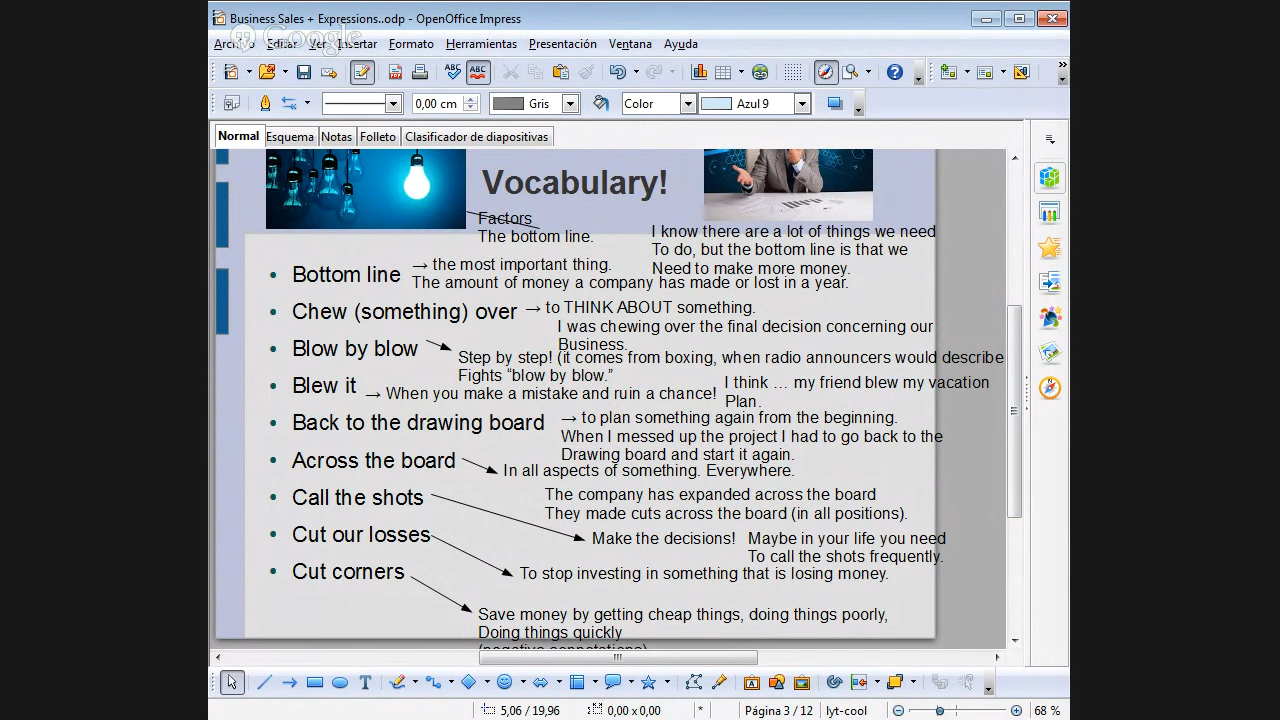 Business Sales + Expressions..odp - OpenOffice Impress
Google
Archivo Editar Ver Insertar Formato Herramientas Presentación Ventana Ayuda
0,00 cm Gris Color Azul 9
Normal Esquema Notas Folleto Clasificador de diapositivas
Vocabulary!
Factors
The bottom line.
I know there are a lot of things we need
To do, but the bottom line is that we
Need to make more money.
• Bottom line → the most important thing.
The amount of money a company has made or lost in a year.
• Chew (something) over → to THINK ABOUT something.
I was chewing over the final decision concerning our
Business.
• Blow by blow
Step by step! (it comes from boxing, when radio announcers would describe
Fights “blow by blow.”
• Blew it → When you make a mistake and ruin a chance!
I think ... my friend blew my vacation
Plan.
• Back to the drawing board → to plan something again from the beginning.
When I messed up the project I had to go back to the
Drawing board and start it again.
• Across the board
In all aspects of something. Everywhere.
The company has expanded across the board
They made cuts across the board (in all positions).
• Call the shots
Make the decisions!
Maybe in your life you need
To call the shots frequently.
• Cut our losses
To stop investing in something that is losing money.
• Cut corners
Save money by getting cheap things, doing things poorly,
Doing things quickly
(negative connotations)
5,06 / 19,96 0,00 x 0,00 * Página 3 / 12 lyt-cool 68 %